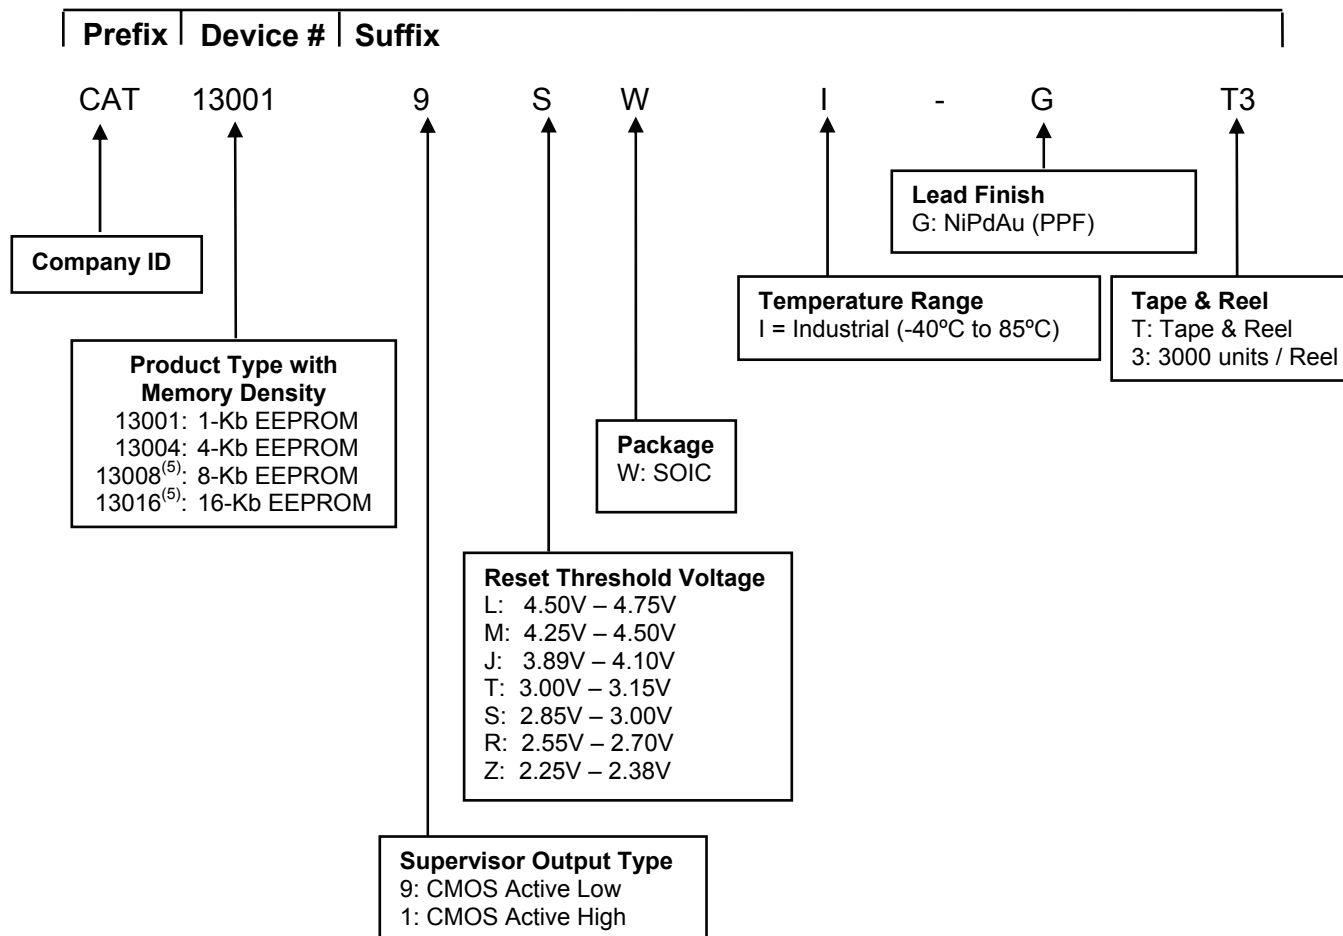 Prefix Device # Suffix
CAT 13001 9 S W I - G T3
Lead Finish
G: NiPdAu (PPF)
Company ID
Temperature Range
I = Industrial (-40ºC to 85ºC)
Tape & Reel
T: Tape & Reel
3: 3000 units / Reel
Product Type with
Memory Density
13001: 1-Kb EEPROM
13004: 4-Kb EEPROM
13008(5): 8-Kb EEPROM
13016(5): 16-Kb EEPROM
Package
W: SOIC
Reset Threshold Voltage
L: 4.50V – 4.75V
M: 4.25V – 4.50V
J: 3.89V – 4.10V
T: 3.00V – 3.15V
S: 2.85V – 3.00V
R: 2.55V – 2.70V
Z: 2.25V – 2.38V
Supervisor Output Type
9: CMOS Active Low
1: CMOS Active High